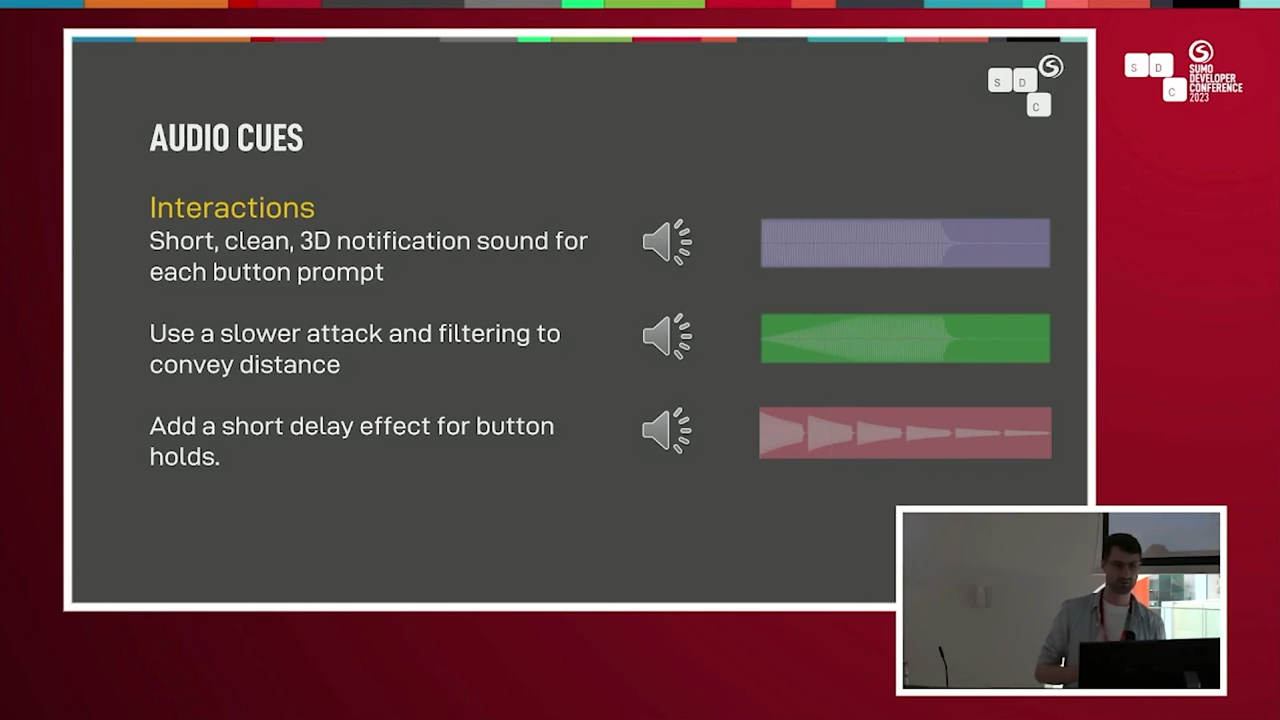 AUDIO CUES
Interactions
Short, clean, 3D notification sound for
each button prompt
Use a slower attack and filtering to
convey distance
Add a short delay effect for button
holds.
S D
C
S D
C
SUMO
DEVELOPER
CONFERENCE
2023